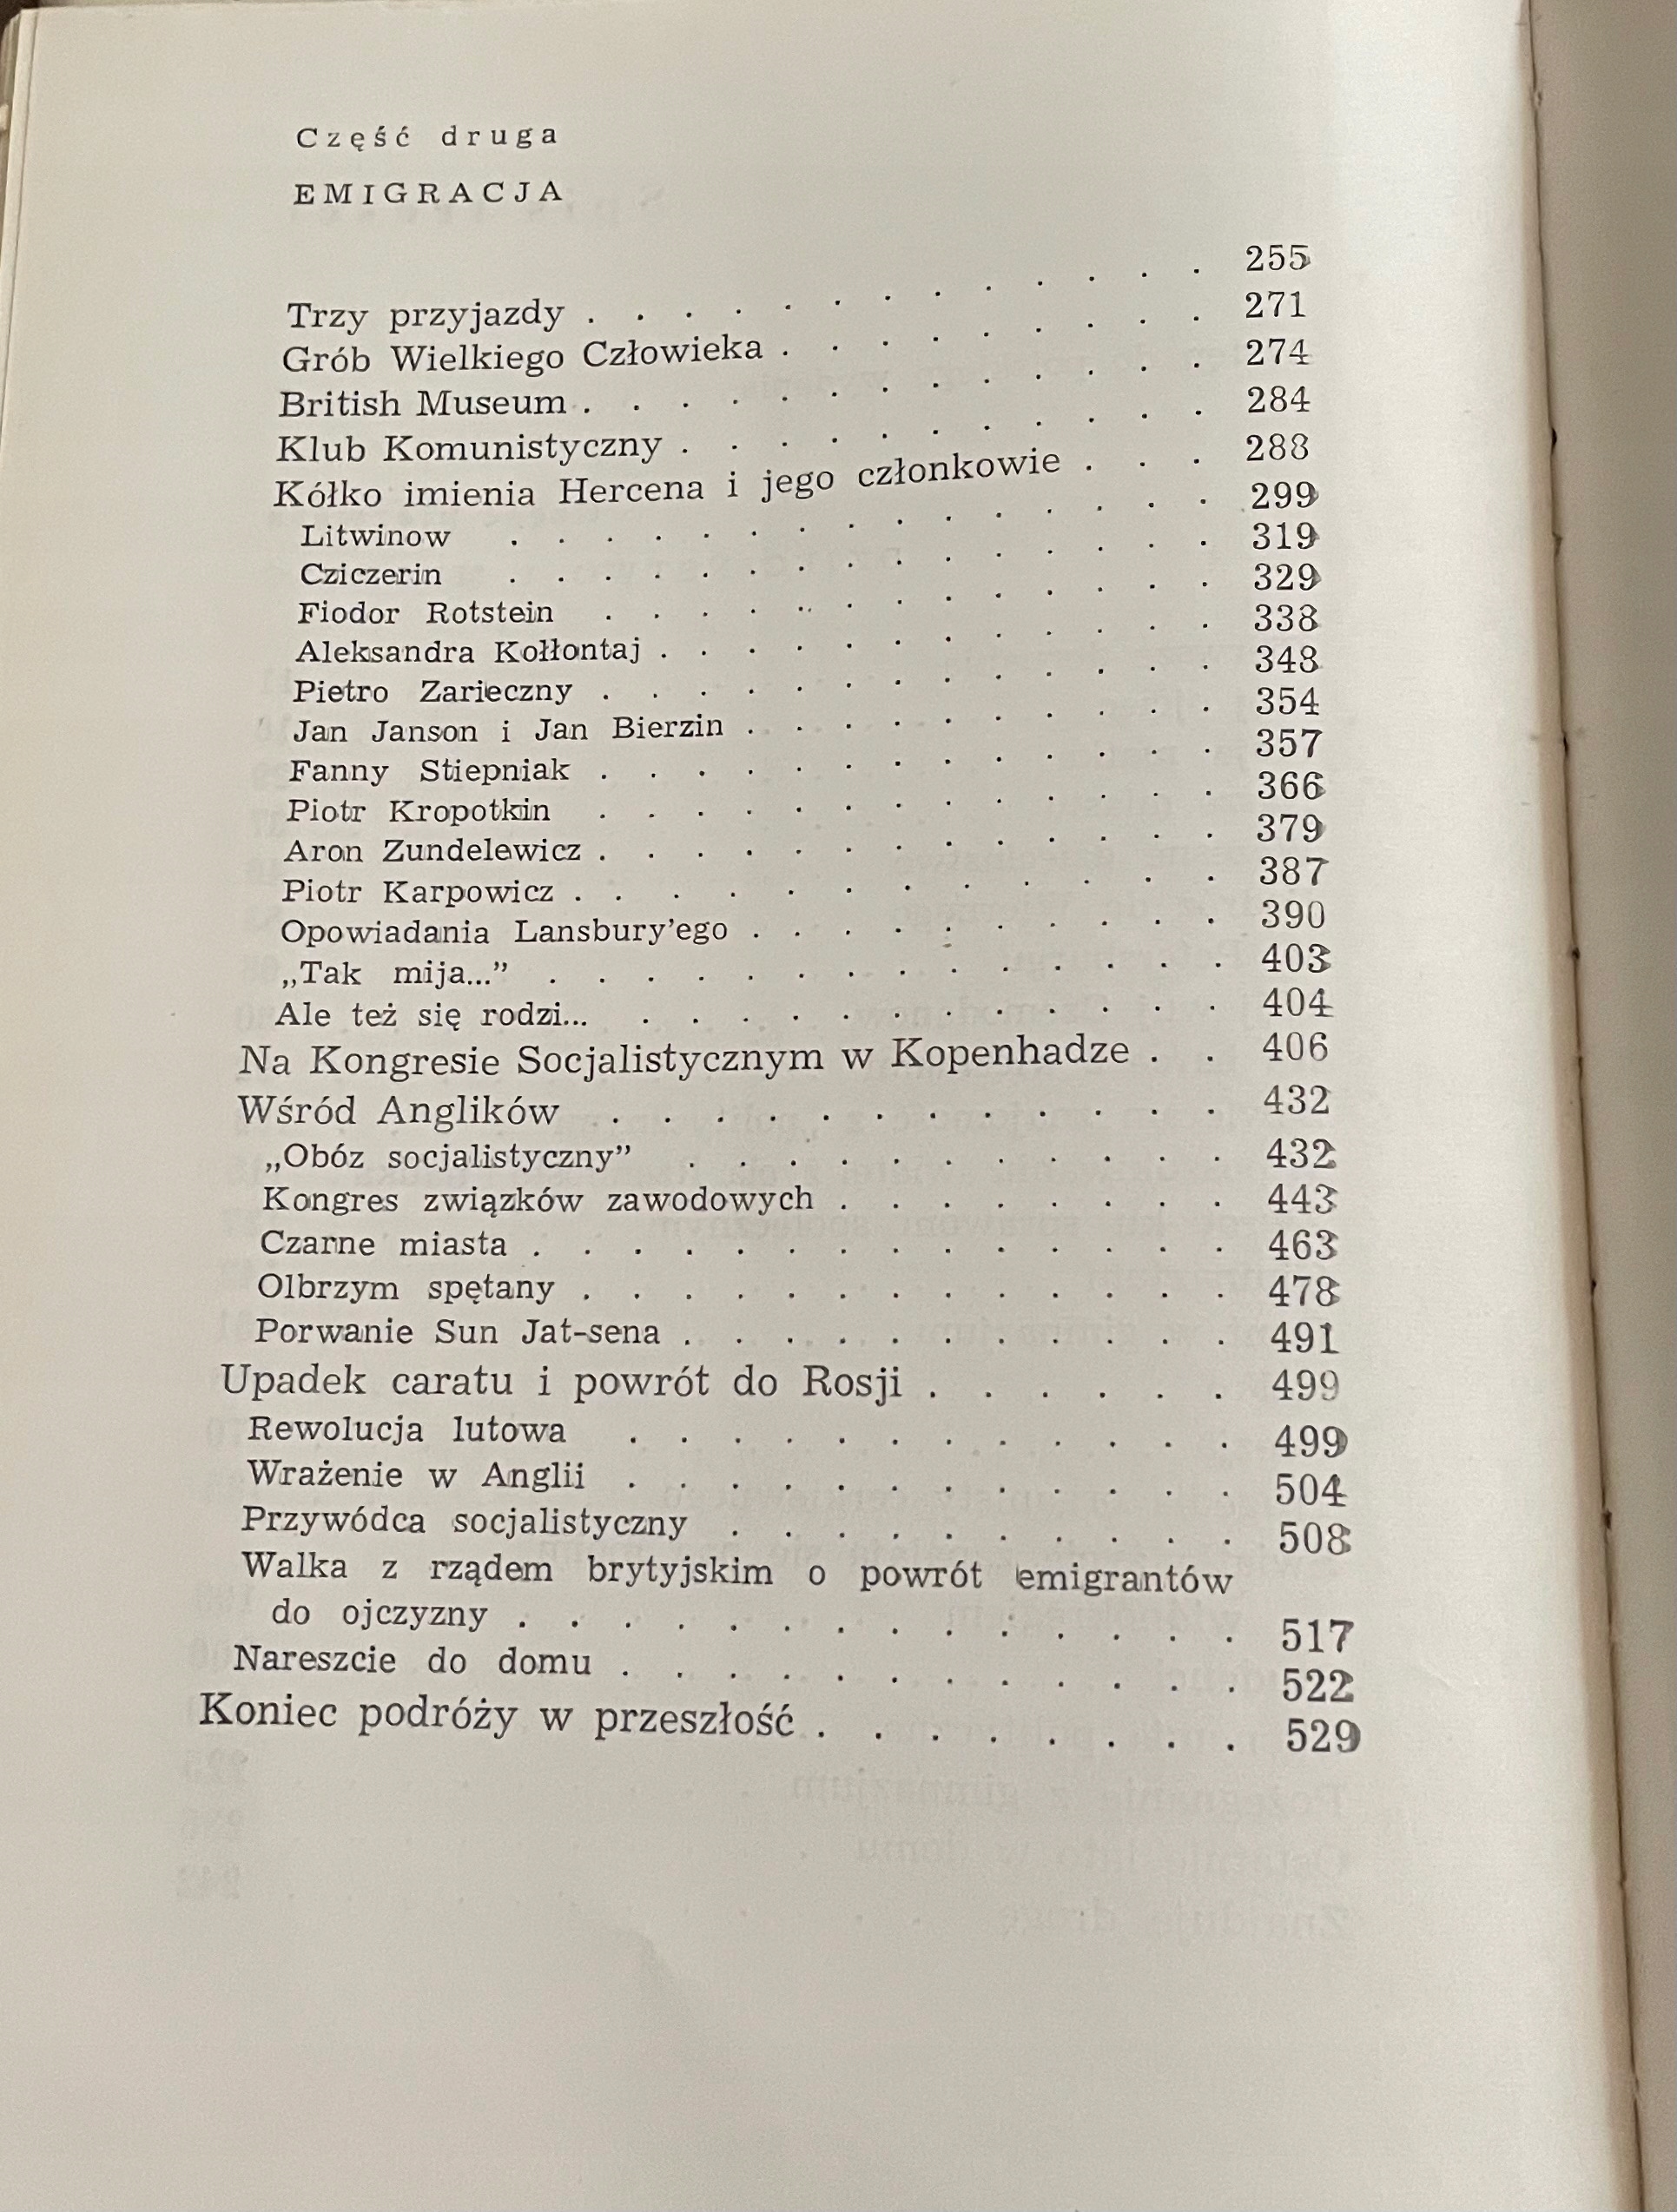 Część druga
EMIGRACJA
Trzy przyjazdy . . . . . . . . . . . . . 255
Grób Wielkiego Człowieka . . . . . . . . . 271
British Museum . . . . . . . . . . . . . 274
Klub Komunistyczny . . . . . . . . . . . 284
Kółko imienia Hercena i jego członkowie . . . 288
Litwinow . . . . . . . . . . . . . . . 299
Cziczerin . . . . . . . . . . . . . . . 319
Fiodor Rotstein . . . . . . . . . . . . . 329
Aleksandra Kołłontaj . . . . . . . . . . . . 338
Pietro Zarieczny . . . . . . . . . . . . . 348
Jan Janson i Jan Bierzin . . . . . . . . . . 354
Fanny Stiepniak . . . . . . . . . . . . . 357
Piotr Kropotkin . . . . . . . . . . . . . 366
Aron Zundelewicz . . . . . . . . . . . . . 379
Piotr Karpowicz . . . . . . . . . . . . 387
Opowiadania Lansbury’ego . . . . . . . . . . 390
„Tak mija...” . . . . . . . . . . . . . . 403
Ale też się rodzi... . . . . . . . . . . . . 404
Na Kongresie Socjalistycznym w Kopenhadze . . 406
Wśród Anglików . . . . . . . . . . . . 432
„Obóz socjalistyczny” . . . . . . . . . . . 432
Kongres związków zawodowych . . . . . . . . 443
Czarne miasta . . . . . . . . . . . . . . 463
Olbrzym spętany . . . . . . . . . . . . . 478
Porwanie Sun Jat-sena . . . . . . . . . . . 491
Upadek caratu i powrót do Rosji . . . . . . 499
Rewolucja lutowa . . . . . . . . . . . . 499
Wrażenie w Anglii . . . . . . . . . . . . 504
Przywódca socjalistyczny . . . . . . . . . . 508
Walka z rządem brytyjskim o powrót emigrantów
do ojczyzny . . . . . . . . . . . . . . 517
Nareszcie do domu . . . . . . . . . . . . 522
Koniec podróży w przeszłość . . . . . . . . 529